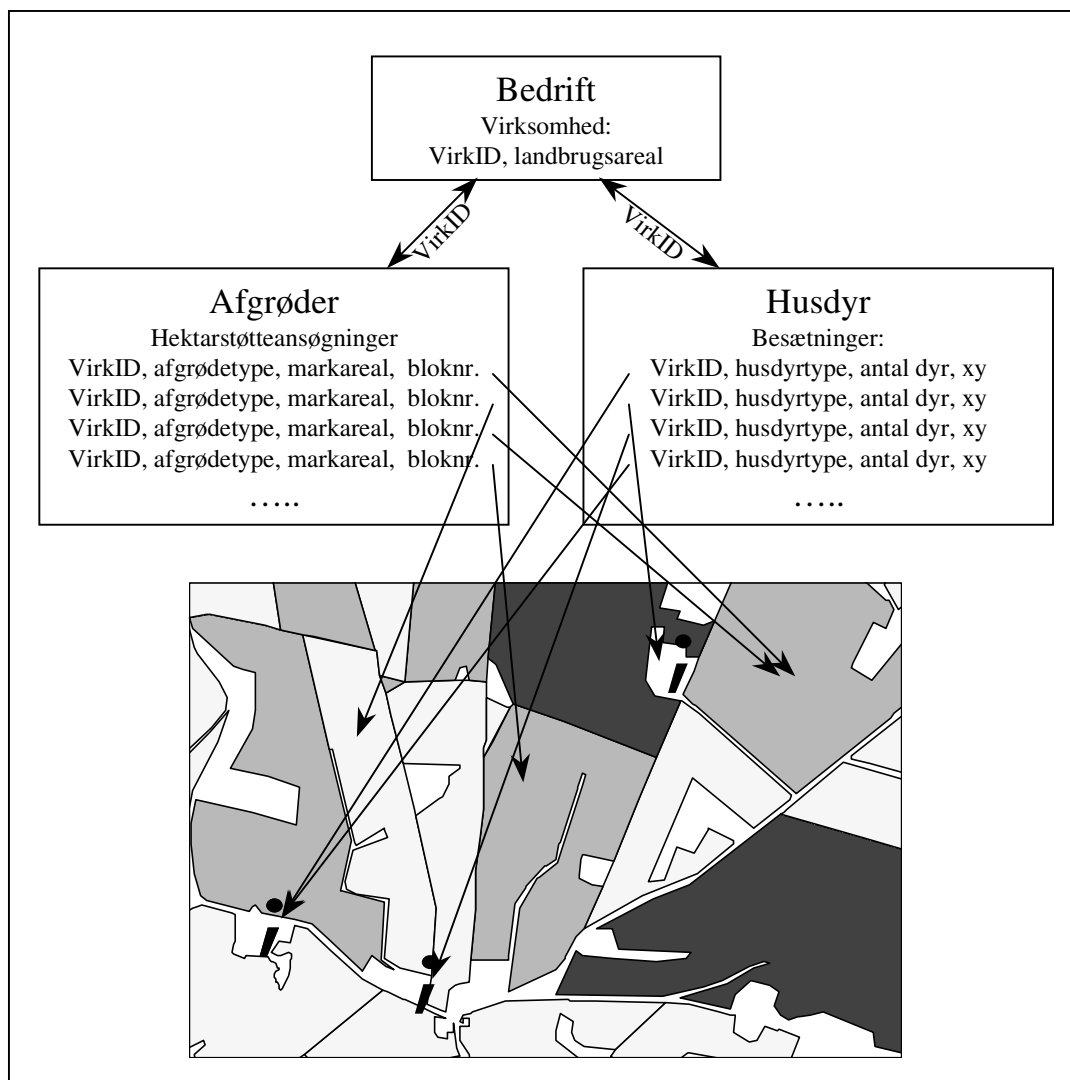 Bedrift
Virksomhed:
VirkID, landbrugsareal
VirkID
VirkID
Afgrøder
Hektarstøtteansøgninger
VirkID, afgrødetype, markareal, bloknr.
VirkID, afgrødetype, markareal, bloknr.
VirkID, afgrødetype, markareal, bloknr.
VirkID, afgrødetype, markareal, bloknr.
…..
Husdyr
Besætninger:
VirkID, husdyrtype, antal dyr, xy
VirkID, husdyrtype, antal dyr, xy
VirkID, husdyrtype, antal dyr, xy
VirkID, husdyrtype, antal dyr, xy
…..